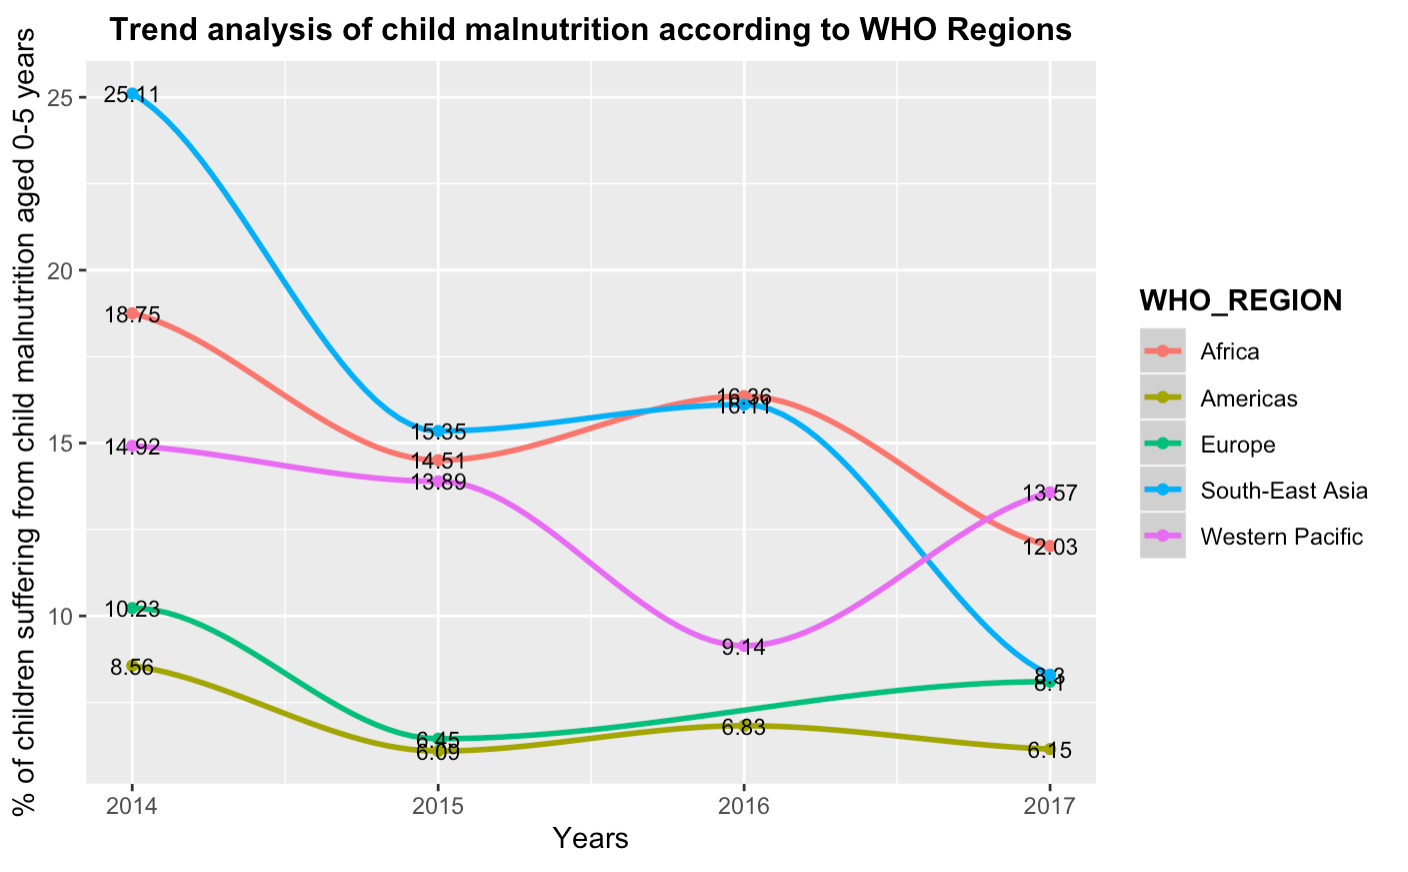 Trend analysis of child malnutrition according to WHO Regions
% of children suffering from child malnutrition aged 0-5 years
25
20
15
10
25.11
18.75
14.92
10.23
8.56
15.35
14.51
13.89
6.45
6.09
16.36
16.11
9.14
6.83
13.57
12.03
8.3
8.1
2014 2015 2016 2017
Years
WHO_REGION
Africa
Americas
Europe
South-East Asia
Western Pacific